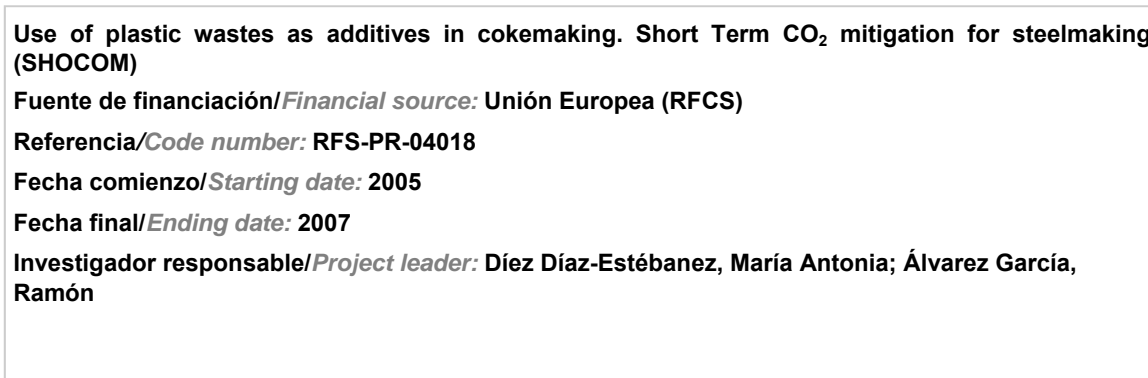 Use of plastic wastes as additives in cokemaking. Short Term CO₂ mitigation for steelmaking
(SHOCOM)
Fuente de financiación/Financial source: Unión Europea (RFCS)
Referencia/Code number: RFS-PR-04018
Fecha comienzo/Starting date: 2005
Fecha final/Ending date: 2007
Investigador responsable/Project leader: Díez Díaz-Estébanez, María Antonia; Álvarez García,
Ramón